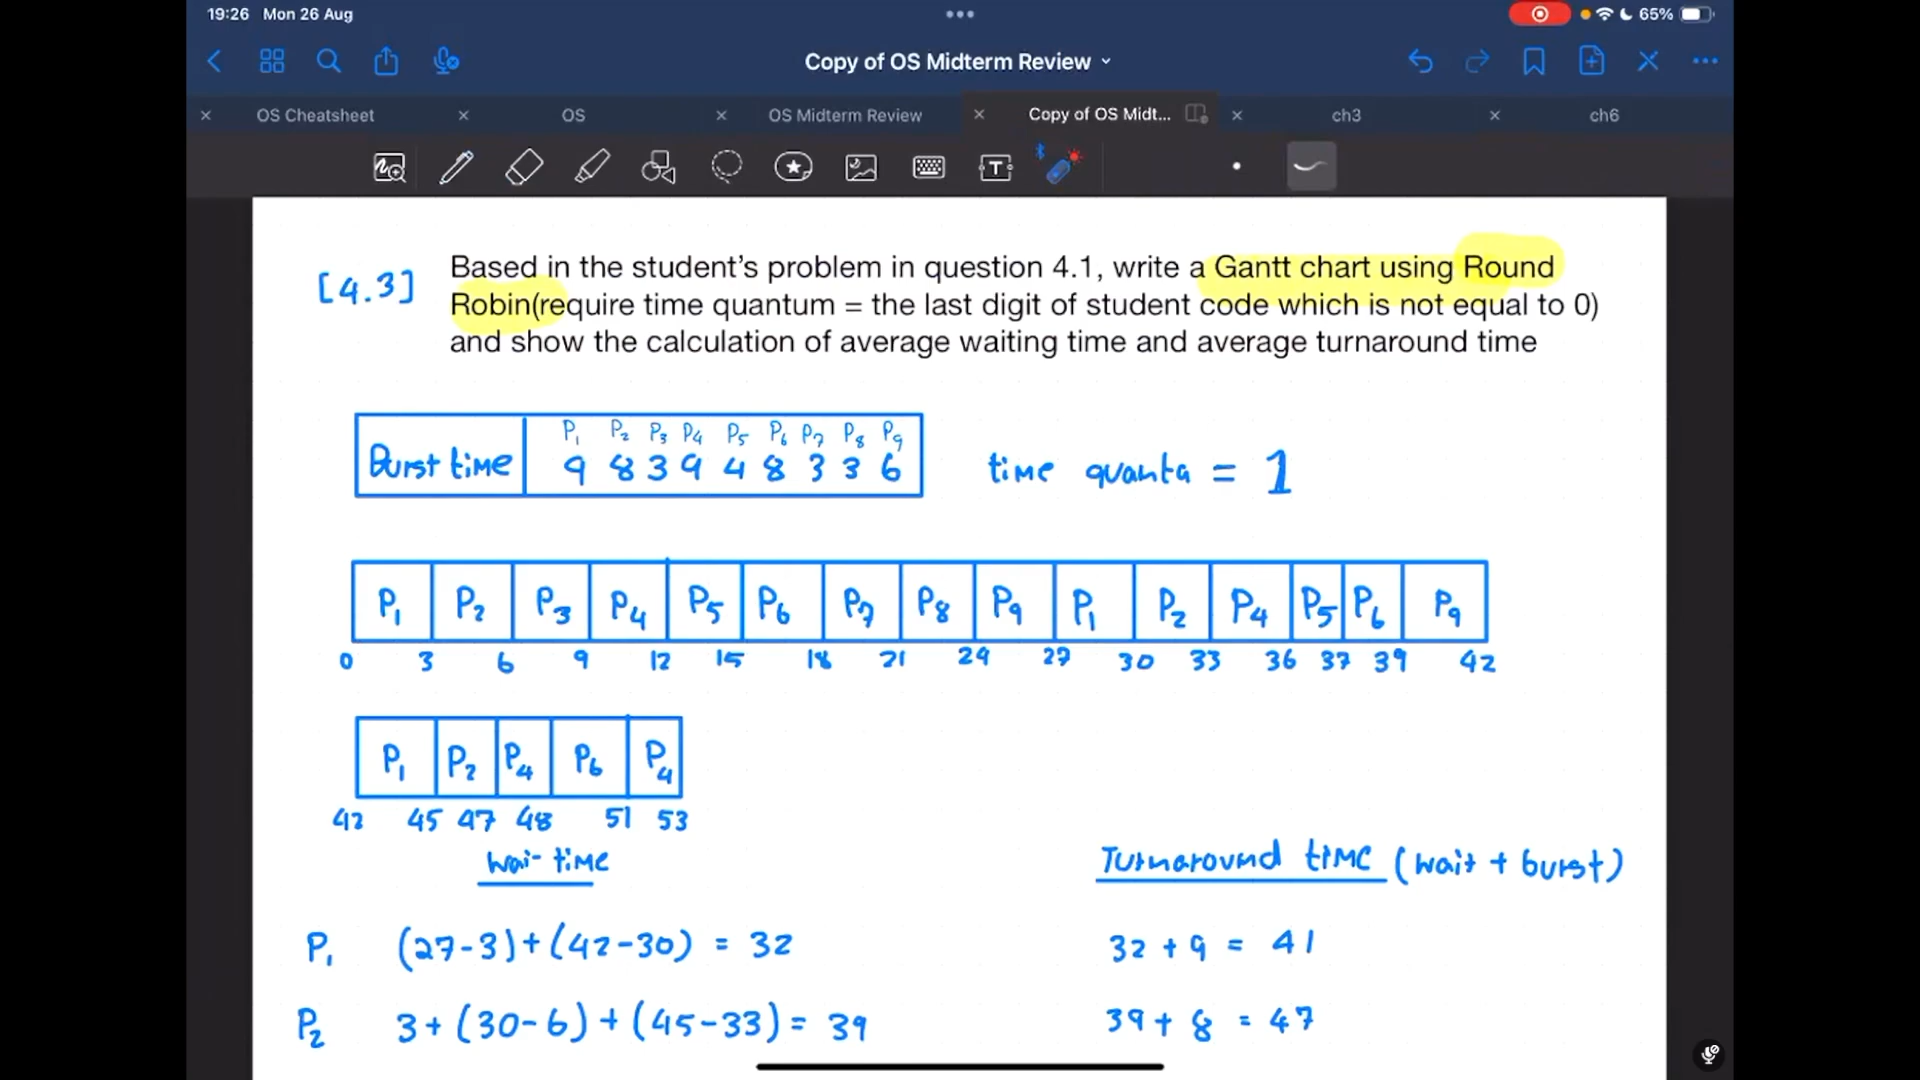 19:26 Mon 26 Aug
65%
Copy of OS Midterm Review
OS Cheatsheet
OS
OS Midterm Review
Copy of OS Midt...
ch3
ch6
[4.3]
Based in the student's problem in question 4.1, write a Gantt chart using Round
Robin(require time quantum = the last digit of student code which is not equal to 0)
and show the calculation of average waiting time and average turnaround time
P1 P2 P3 P4 P5 P6 P7 P8 P9
Burst time 9 8 3 9 4 8 3 3 6
time quanta = 1
P1 P2 P3 P4 P5 P6 P7 P8 P9 P1 P2 P4 P5 P6 P9
0 3 6 9 12 15 18 21 24 27 30 33 36 37 39 42
P1 P2 P4 P6 P4
42 45 47 48 51 53
wai- time
Turnaround time (wait + burst)
P1 (27-3)+(42-30) = 32
32 + 9 = 41
P2 3+(30-6)+(45-33) = 39
39 + 8 = 47